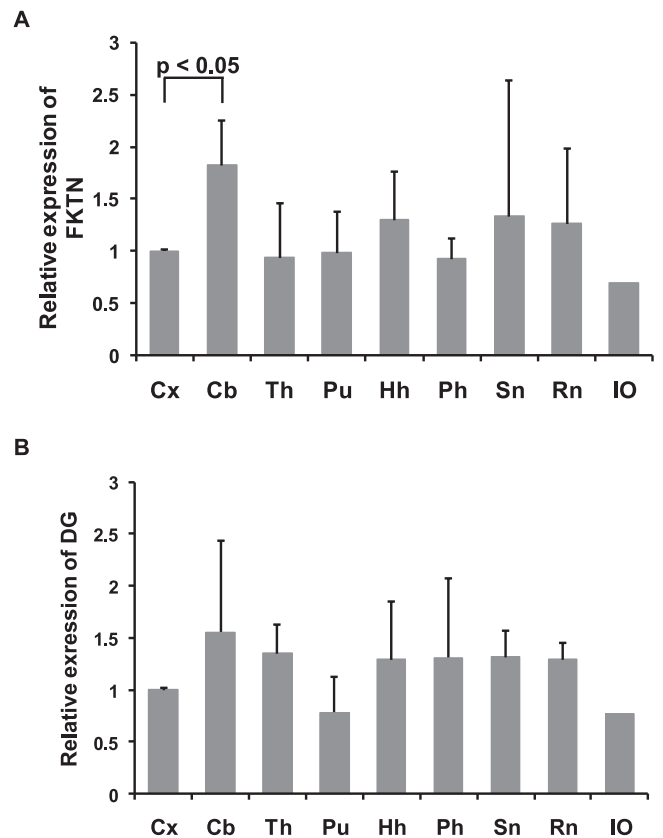 A
Relative expression of
FKTN
3
2.5
2
1.5
1
0.5
0
p < 0.05
Cx Cb Th Pu Hh Ph Sn Rn IO
B
Relative exression of DG
3
2.5
2
1.5
1
0.5
0
Cx Cb Th Pu Hh Ph Sn Rn IO